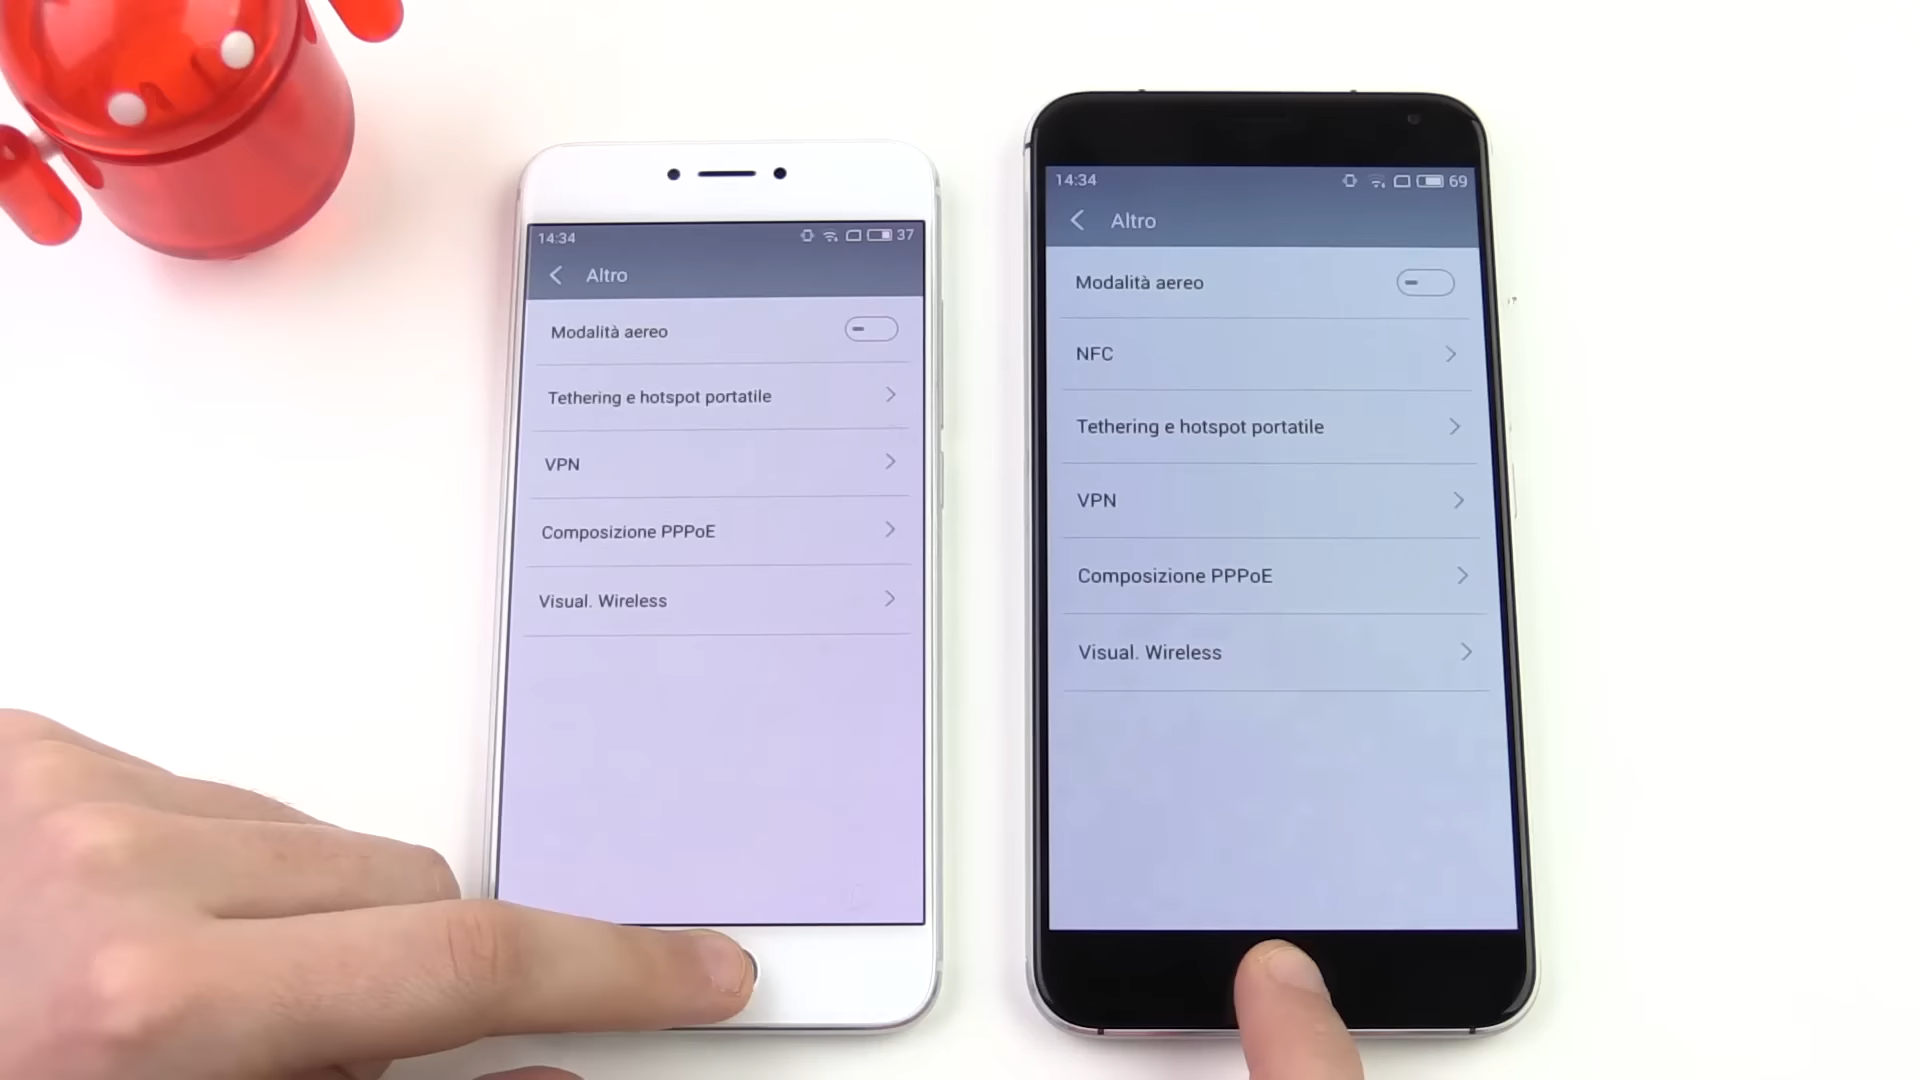 14:34
37
Altro
Modalità aereo
Tethering e hotspot portatile
VPN
Composizione PPPoE
Visual. Wireless
14:34
69
Altro
Modalità aereo
NFC
Tethering e hotspot portatile
VPN
Composizione PPPoE
Visual. Wireless